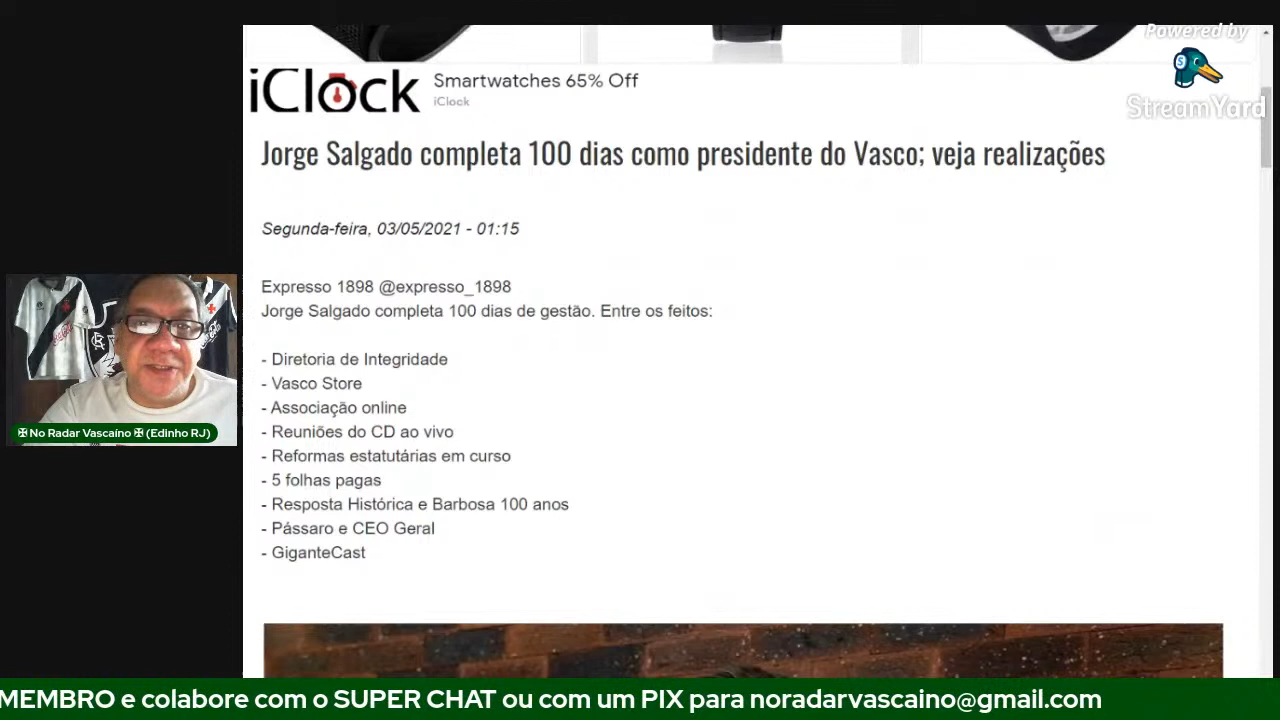 Powered by
StreamYard
iClock
Smartwatches 65% Off
iClock
Jorge Salgado completa 100 dias como presidente do Vasco; veja realizações
Segunda-feira, 03/05/2021 - 01:15
Expresso 1898 @expresso_1898
Jorge Salgado completa 100 dias de gestão. Entre os feitos:
- Diretoria de Integridade
- Vasco Store
- Associação online
- Reuniões do CD ao vivo
- Reformas estatutárias em curso
- 5 folhas pagas
- Resposta Histórica e Barbosa 100 anos
- Pássaro e CEO Geral
- GiganteCast
✠ No Radar Vascaíno ✠ (Edinho RJ)
MEMBRO e colabore com o SUPER CHAT ou com um PIX para noradarvascaino@gmail.com